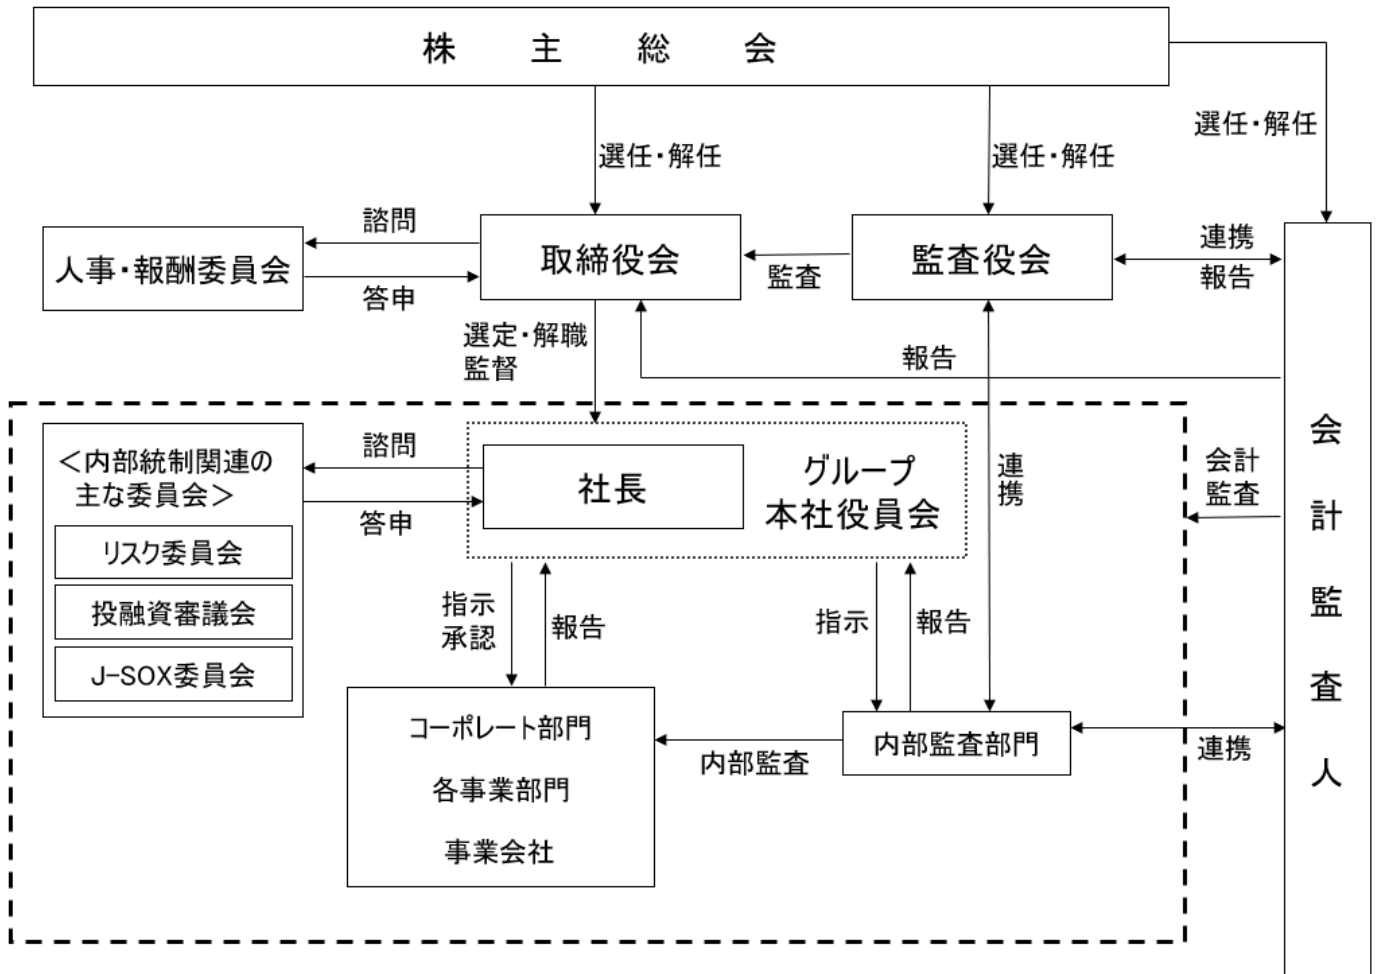 株主総会
選任・解任
選任・解任
選任・解任
諮問
人事・報酬委員会
答申
取締役会
監査
監査役会
連携
報告
選定・解職
監督
報告
＜内部統制関連の
主な委員会＞
リスク委員会
投融資審議会
J-SOX委員会
諮問
答申
社長
グループ
本社役員会
連携
会計
監査
会計監査人
指示
承認
報告
指示
報告
コーポレート部門
各事業部門
事業会社
内部監査
内部監査部門
連携